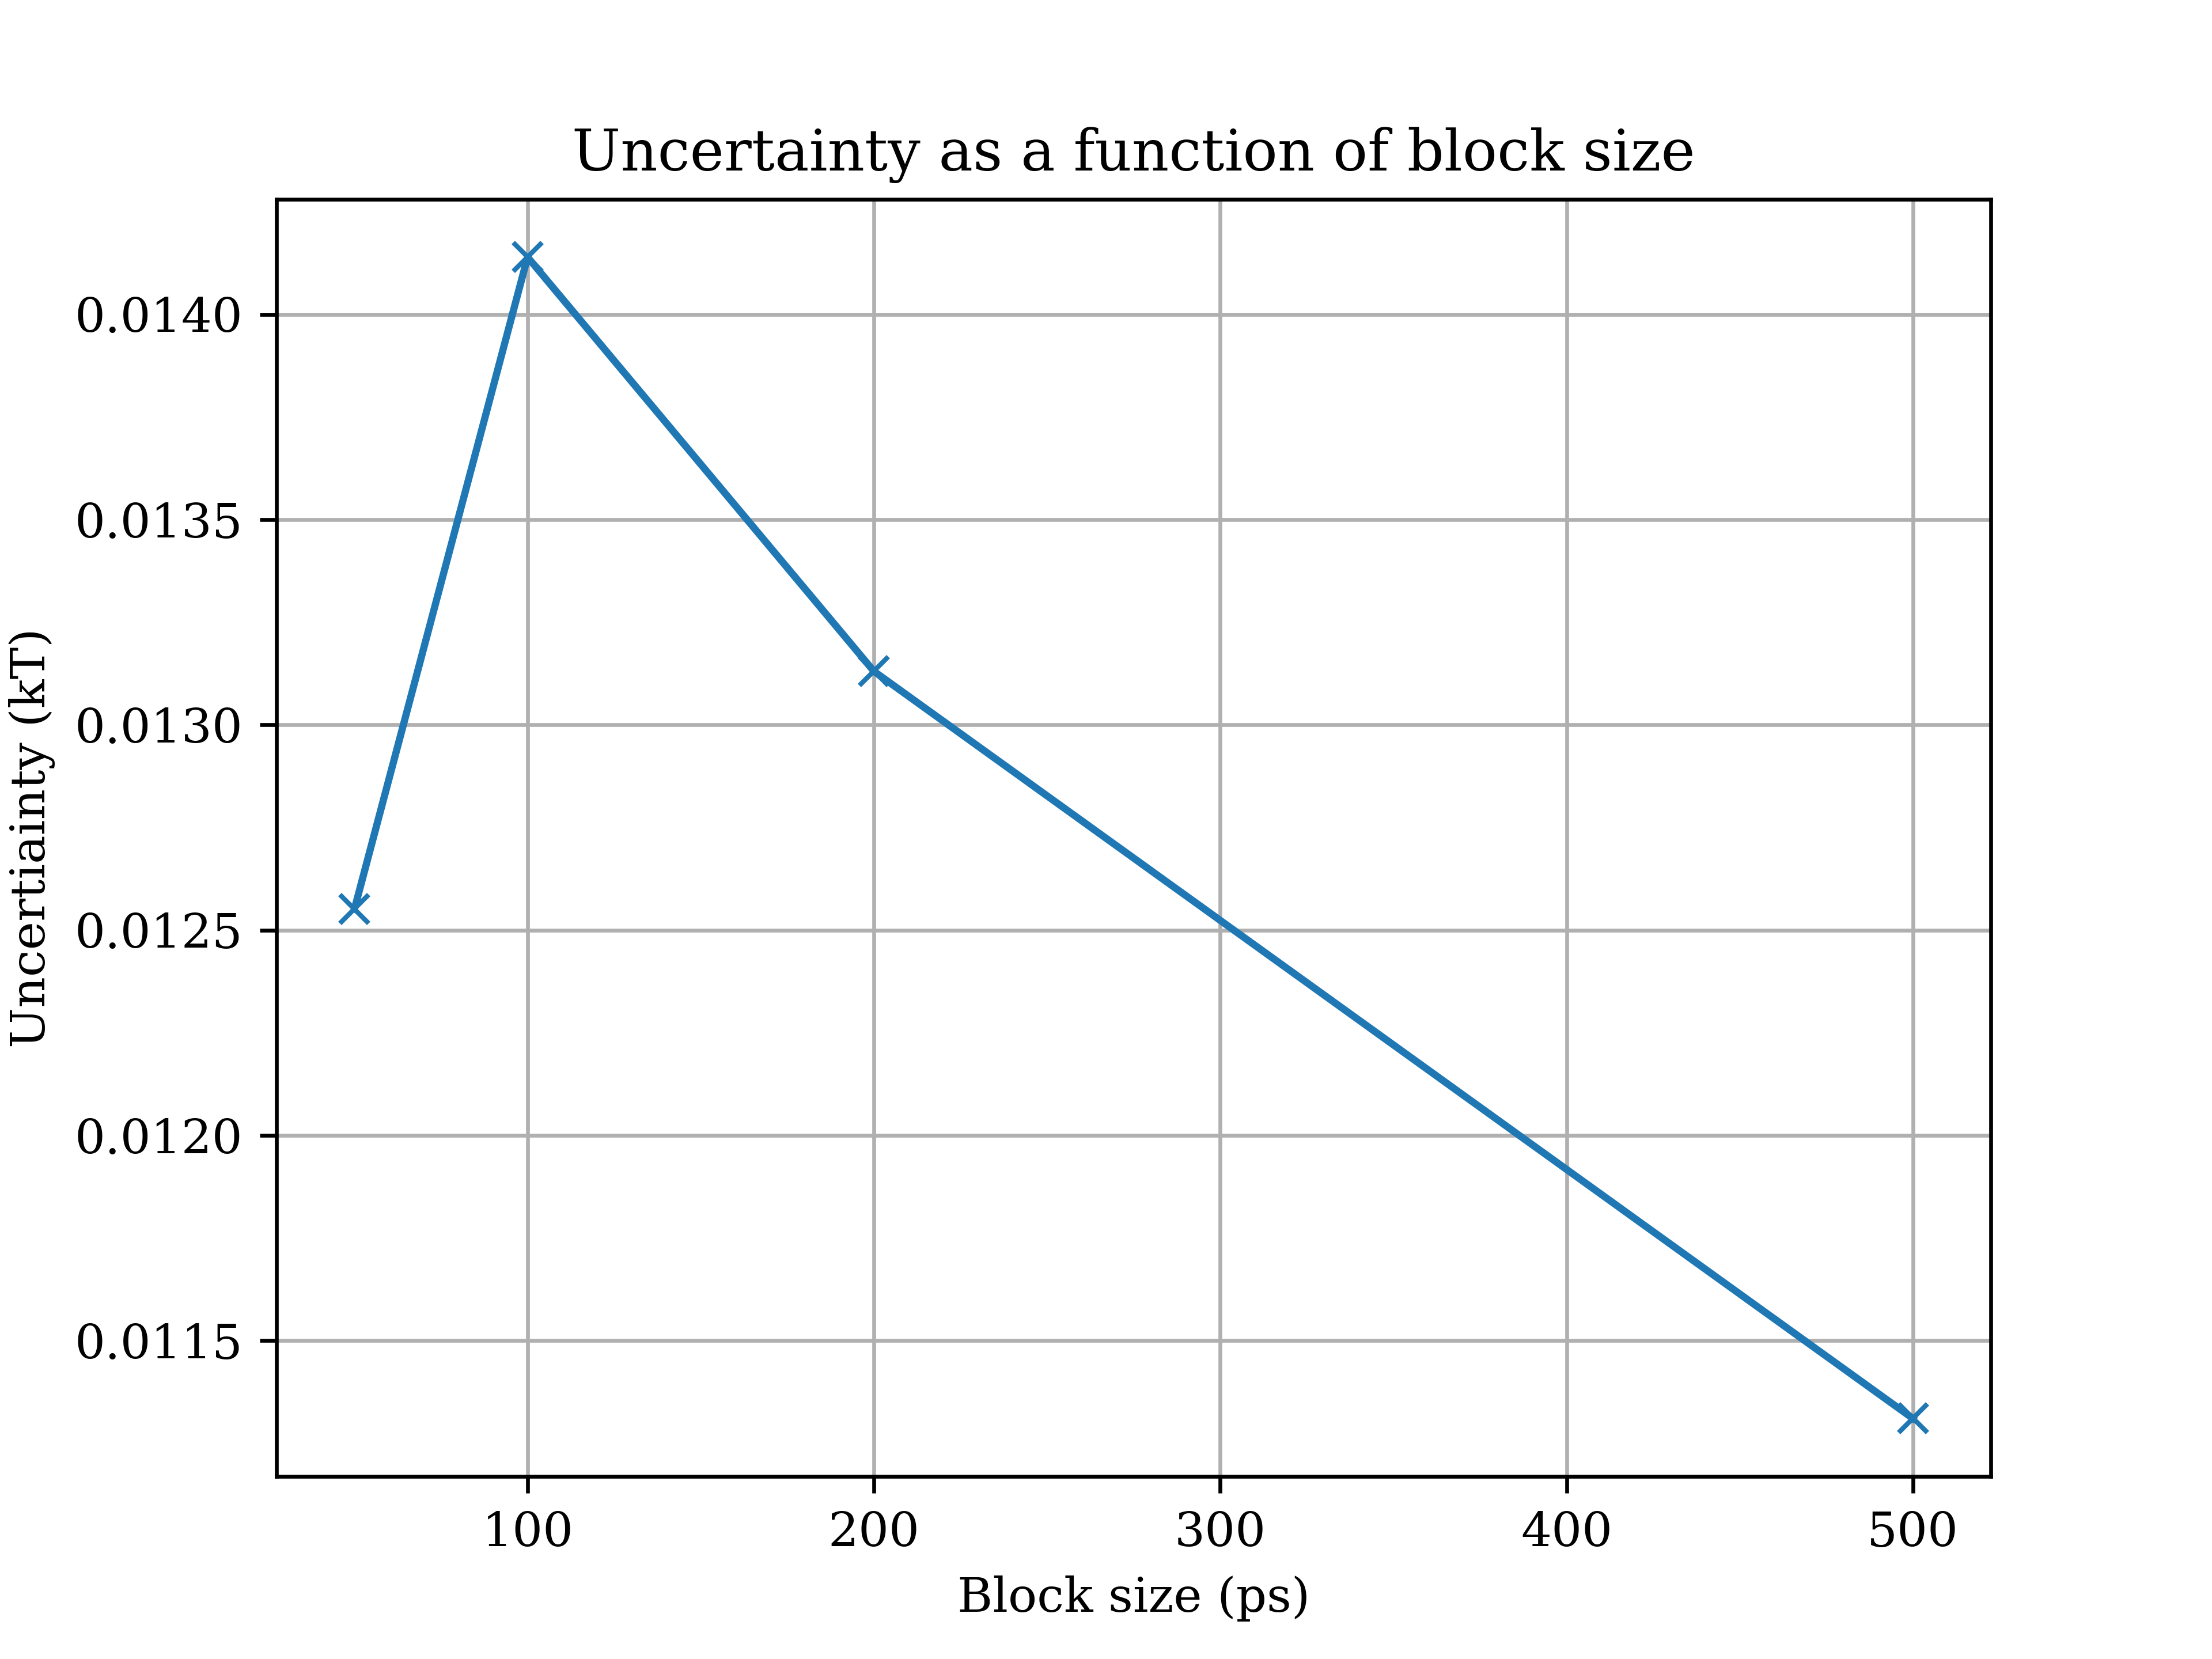 Uncertainty as a function of block size
0.0140
0.0135
0.0130
0.0125
0.0120
0.0115
Uncertiainty (kT)
100 200 300 400 500
Block size (ps)